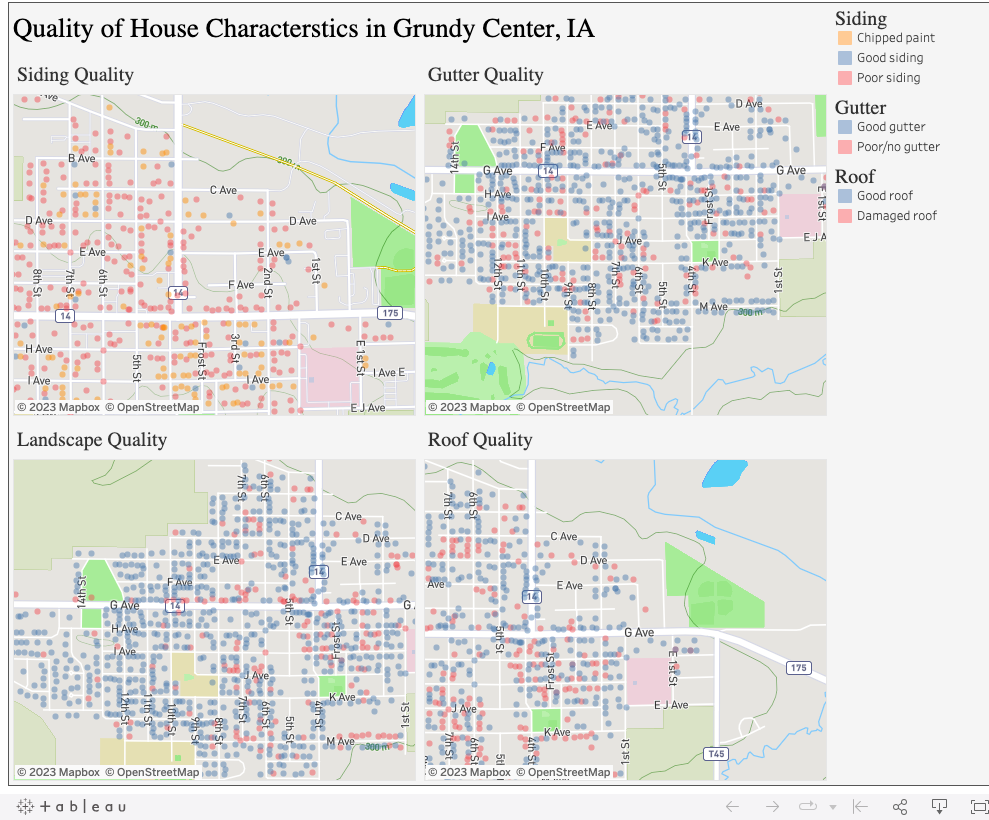 Quality of House Characterstics in Grundy Center, IA
Siding
Chipped paint
Good siding
Poor siding
Gutter
Good gutter
Poor/no gutter
Roof
Good roof
Damaged roof
Siding Quality
Ave
300 m
B Ave
C Ave
D Ave
D Ave
E Ave
E Ave
8th St
7th St
6th St
2nd St
1st St
F Ave
14
14
175
H Ave
5th St
Frost St
3rd St
E 1st St
I Ave
I Ave
I Ave E
E J Ave
© 2023 Mapbox © OpenStreetMap
Gutter Quality
D Ave
E Ave
E Ave
14
14th St
F Ave
G Ave
14
5th St
G Ave
H Ave
Frost St
E 1st St
I Ave
J Ave
E J A
K Ave
12th St
11th St
10th St
9th St
8th St
7th St
6th St
5th St
4th St
1st St
M Ave
300 m
© 2023 Mapbox © OpenStreetMap
Landscape Quality
7th St
6th St
C Ave
D Ave
E Ave
E Ave
14
14th St
F Ave
G Ave
14
5th St
G
H Ave
Frost St
I Ave
J Ave
K Ave
12th St
11th St
10th St
9th St
8th St
7th St
6th St
5th St
4th St
1st St
M Ave
300 m
© 2023 Mapbox © OpenStreetMap
Roof Quality
7th St
6th St
C Ave
D Ave
Ave
E Ave
14
5th St
G Ave
175
Frost St
E 1st St
J Ave
E J Ave
K Ave
7th St
6th St
4th St
1st St
T45
© 2023 Mapbox © OpenStreetMap
+ableau